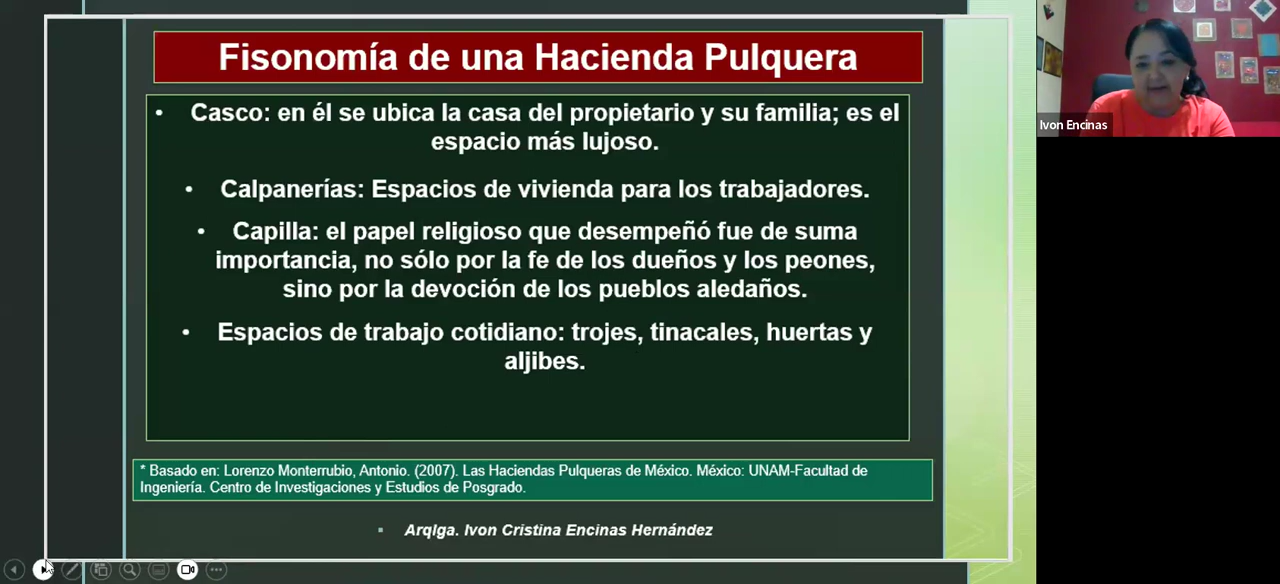 Fisonomía de una Hacienda Pulquera
• Casco: en él se ubica la casa del propietario y su familia; es el
espacio más lujoso.
• Calpanerías: Espacios de vivienda para los trabajadores.
• Capilla: el papel religioso que desempeñó fue de suma
importancia, no sólo por la fe de los dueños y los peones,
sino por la devoción de los pueblos aledaños.
• Espacios de trabajo cotidiano: trojes, tinacales, huertas y
aljibes.
* Basado en: Lorenzo Monterrubio, Antonio. (2007). Las Haciendas Pulqueras de México. México: UNAM-Facultad de
Ingeniería. Centro de Investigaciones y Estudios de Posgrado.
▪ Arqlga. Ivon Cristina Encinas Hernández
Ivon Encinas